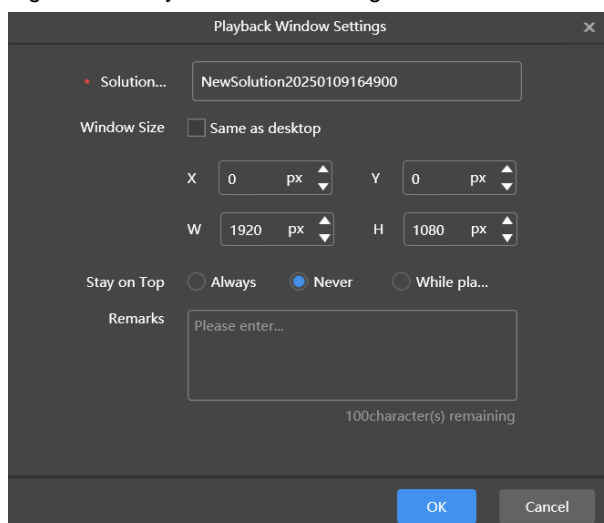 Playback Window Settings ×
• Solution... NewSolution20250109164900
Window Size Same as desktop
X 0 px Y 0 px
W 1920 px H 1080 px
Stay on Top Always Never While pla...
Remarks Please enter...
100character(s) remaining
OK Cancel